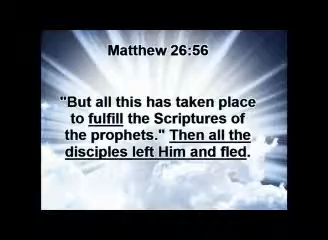 Matthew 26:56
"But all this has taken place
to fulfill the Scriptures of
the prophets." Then all the
disciples left Him and fled.